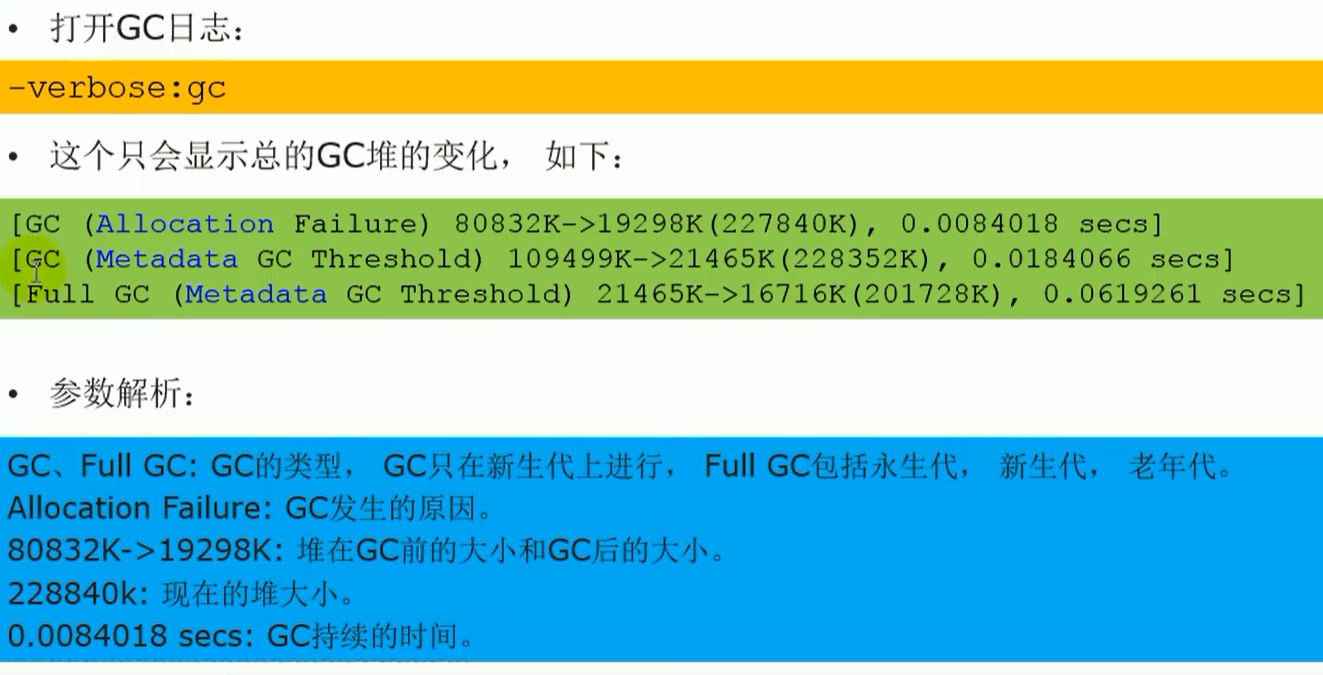 • 打开GC日志:
-verbose:gc
• 这个只会显示总的GC堆的变化， 如下:
[GC (Allocation Failure) 80832K->19298K(227840K), 0.0084018 secs]
[GC (Metadata GC Threshold) 109499K->21465K(228352K), 0.0184066 secs]
[Full GC (Metadata GC Threshold) 21465K->16716K(201728K), 0.0619261 secs]
• 参数解析:
GC、Full GC: GC的类型， GC只在新生代上进行， Full GC包括永生代， 新生代， 老年代。
Allocation Failure: GC发生的原因。
80832K->19298K: 堆在GC前的大小和GC后的大小。
228840k: 现在的堆大小。
0.0084018 secs: GC持续的时间。